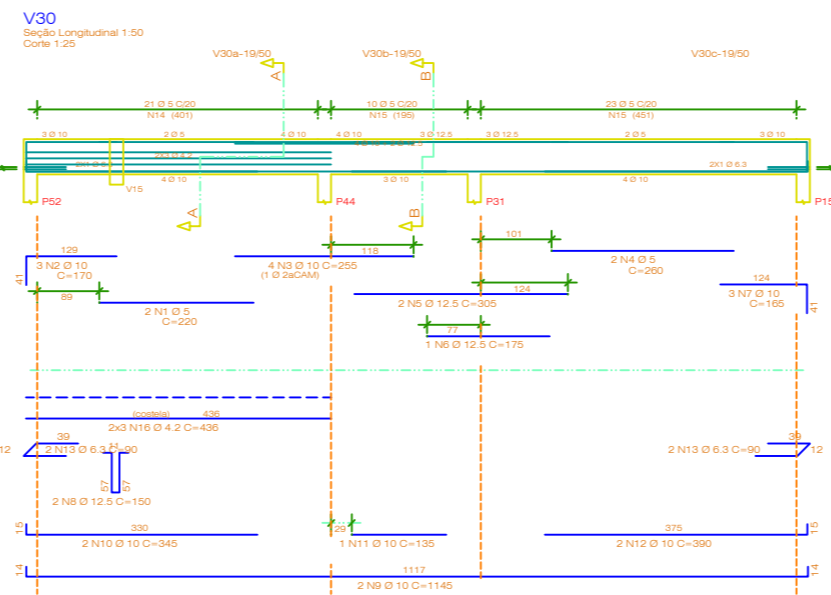 V30
Seção Longitudinal 1:50
Corte 1:25
V30a-19/50 V30b-19/50 V30c-19/50
A B
21 Ø 5 C/20 10 Ø 5 C/20 23 Ø 5 C/20
N14 (401) N15 (195) N15 (451)
3 Ø 10 2 Ø 5 4 Ø 10 4 Ø 10 3 Ø 12.5 3 Ø 12.5 2 Ø 5 3 Ø 10
2X3 Ø 4.2
2X1 Ø 6.3 2X1 Ø 6.3
4 Ø 10 3 Ø 10 4 Ø 10
V15
P52 P44 P31 P15
A B
129 118 101
3 N2 Ø 10 4 N3 Ø 10 C=255 2 N4 Ø 5
C=170 (1 Ø 2aCAM) C=260
41
89 124 124
2 N1 Ø 5 2 N5 Ø 12.5 C=305 3 N7 Ø 10
C=220 C=165
41
77
1 N6 Ø 12.5 C=175
(costela) 436
2x3 N16 Ø 4.2 C=436
39 39
12 2 N13 Ø 6.3 C=90 2 N13 Ø 6.3 C=90 12
57 57
2 N8 Ø 12.5 C=150
15 330 29 375 15
2 N10 Ø 10 C=345 1 N11 Ø 10 C=135 2 N12 Ø 10 C=390
14 1117 14
2 N9 Ø 10 C=1145